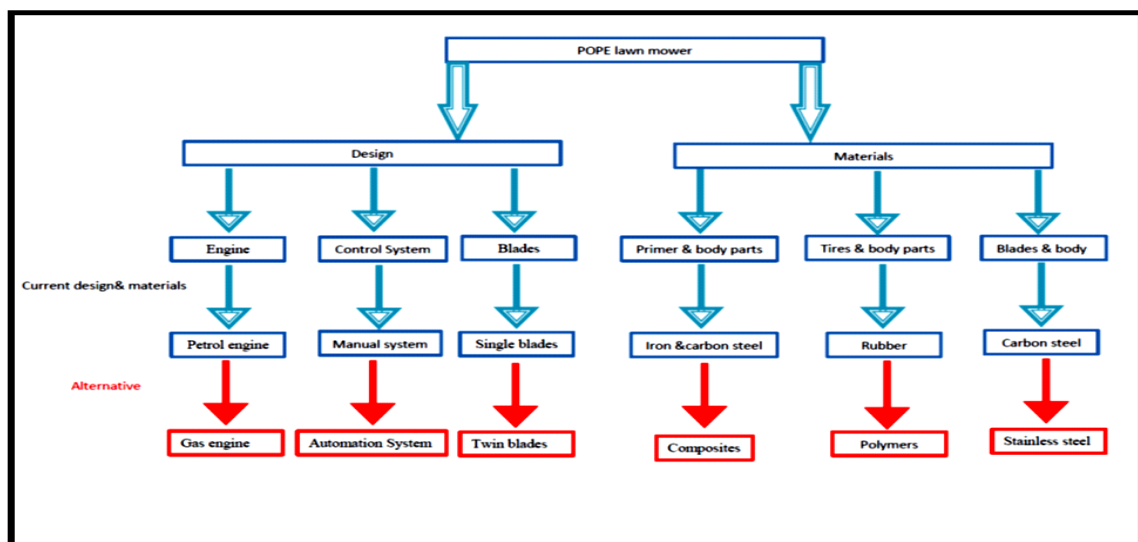 POPE lawn mower
Design
Materials
Engine
Control System
Blades
Primer & body parts
Tires & body parts
Blades & body
Current design& materials
Petrol engine
Manual system
Single blades
Iron &carbon steel
Rubber
Carbon steel
Alternative
Gas engine
Automation System
Twin blades
Composites
Polymers
Stainless steel